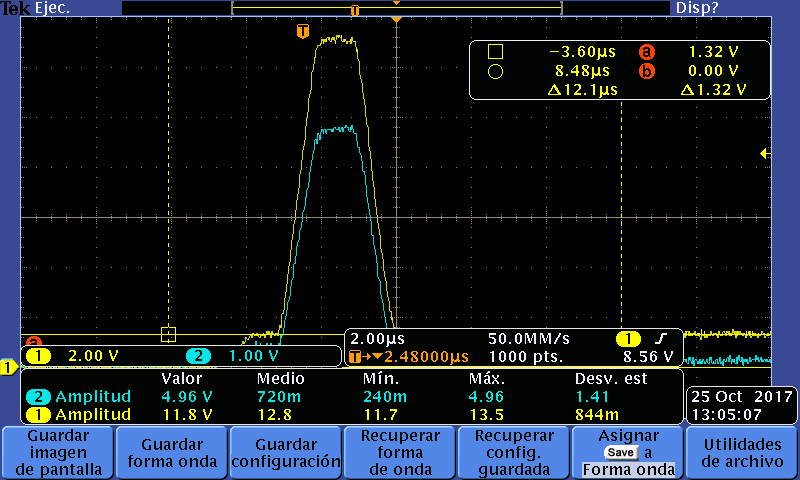 Tek Ejec. Disp?
T
T
−3.60µs a 1.32 V
8.48µs b 0.00 V
Δ12.1µs Δ1.32 V
a
1 2.00 V 2 1.00 V
2.00µs 50.0MM/s 1
T→▼2.48000µs 1000 pts. 8.56 V
1
Valor Medio Mín. Máx. Desv. est
2 Amplitud 4.96 V 720m 240m 4.96 1.41
1 Amplitud 11.8 V 12.8 11.7 13.5 844m
25 Oct 2017
13:05:07
Guardar
imagen
de pantalla
Guardar
forma onda
Guardar
configuración
Recuperar
forma
de onda
Recuperar
config.
guardada
Asignar
Save a
Forma onda
Utilidades
de archivo